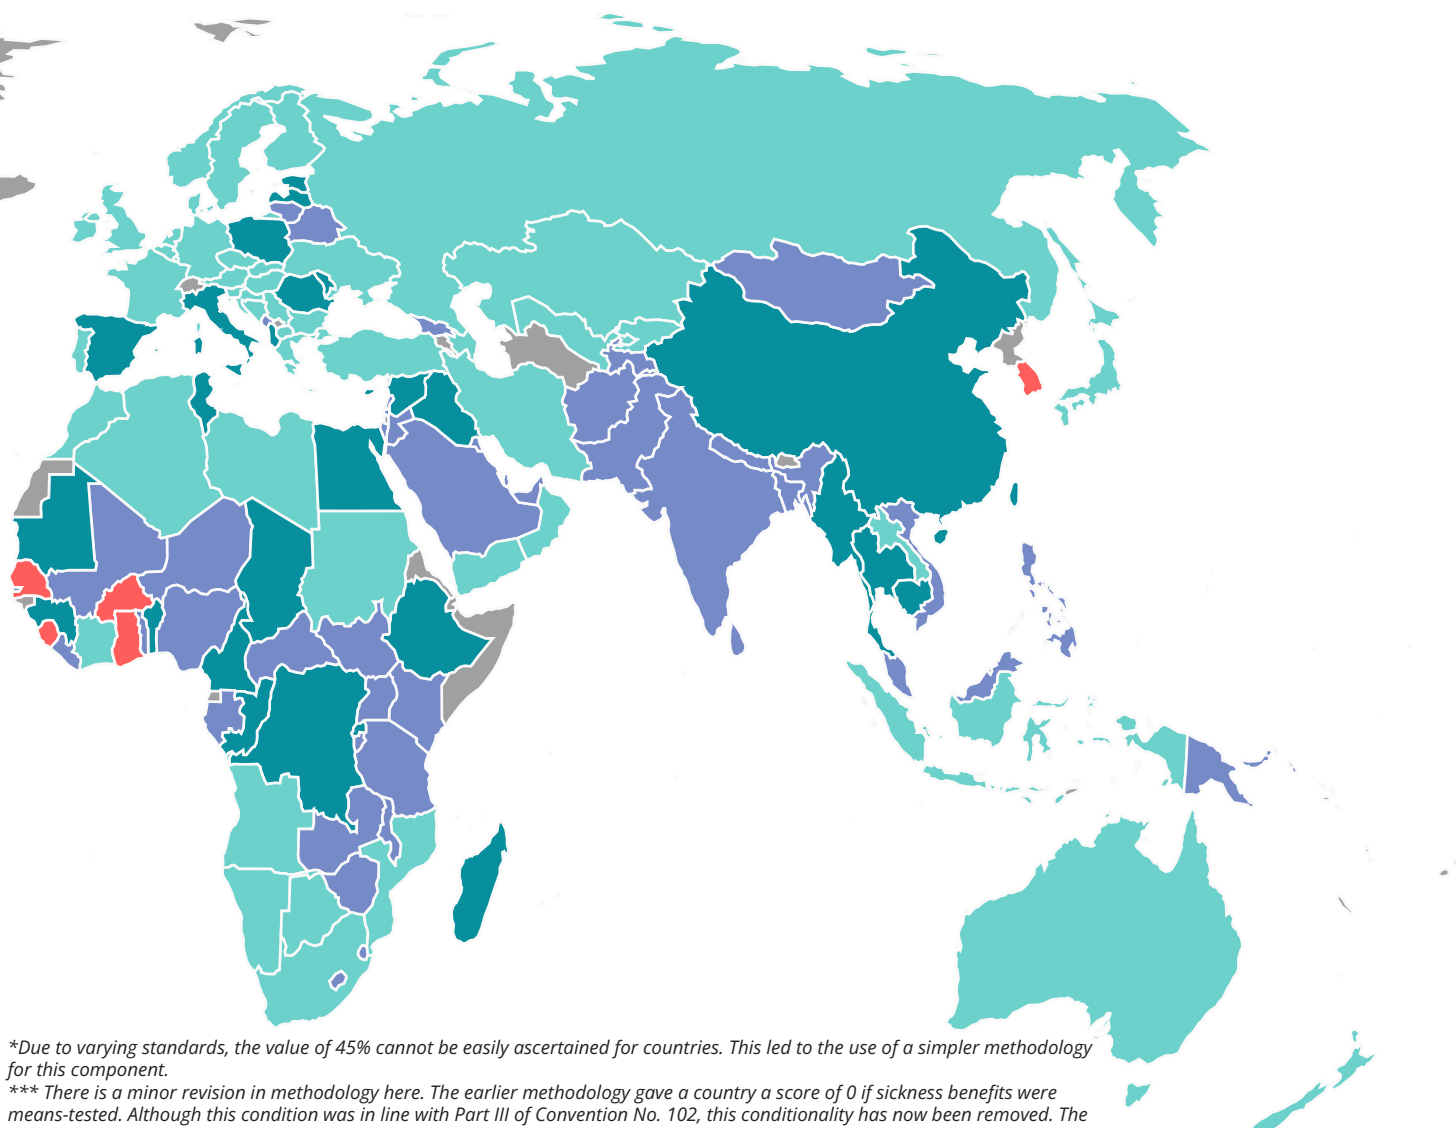 *Due to varying standards, the value of 45% cannot be easily ascertained for countries. This led to the use of a simpler methodology
for this component.
*** There is a minor revision in methodology here. The earlier methodology gave a country a score of 0 if sickness benefits were
means-tested. Although this condition was in line with Part III of Convention No. 102, this conditionality has now been removed. The